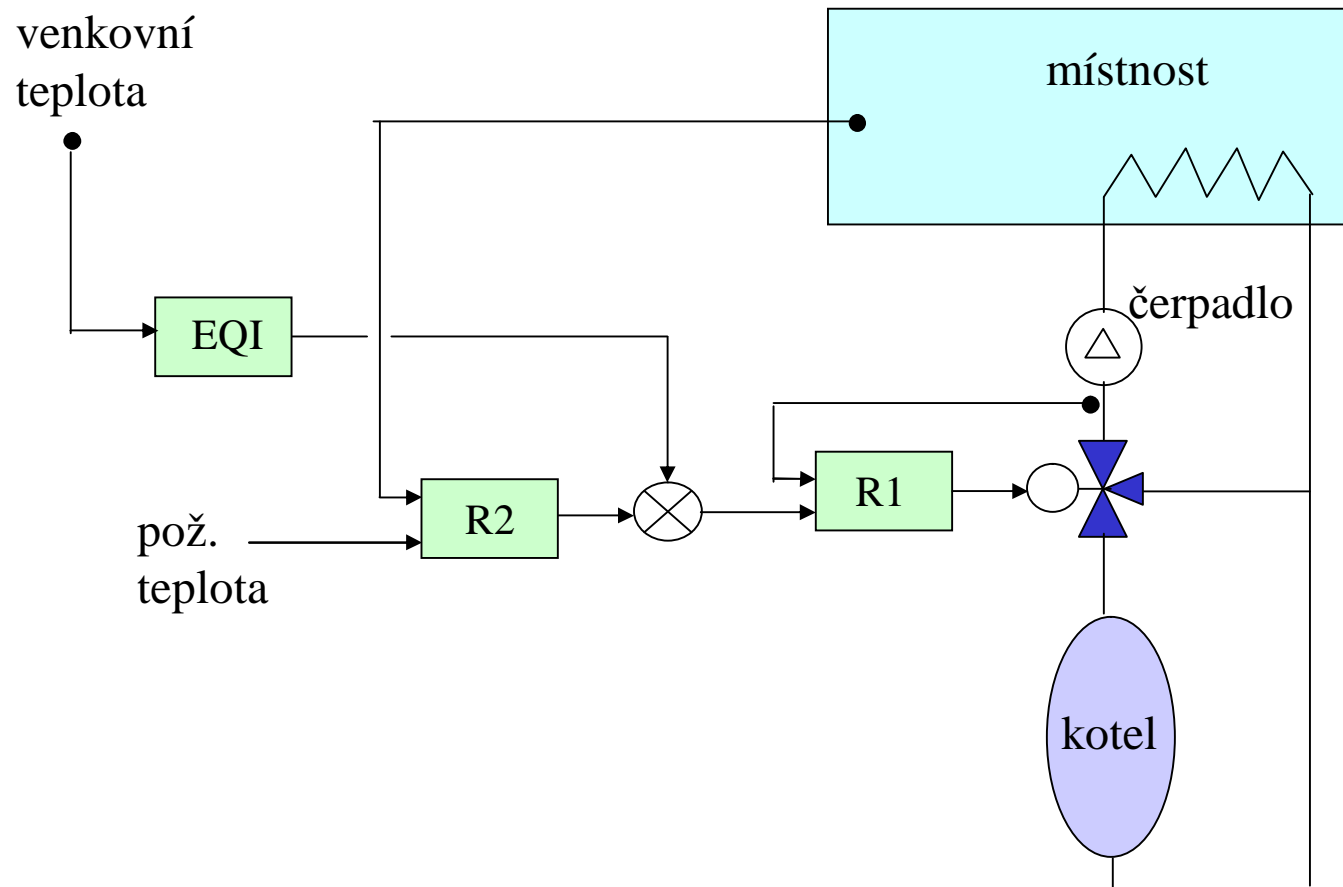 venkovní
teplota
místnost
čerpadlo
EQI
R1
R2
pož.
teplota
kotel